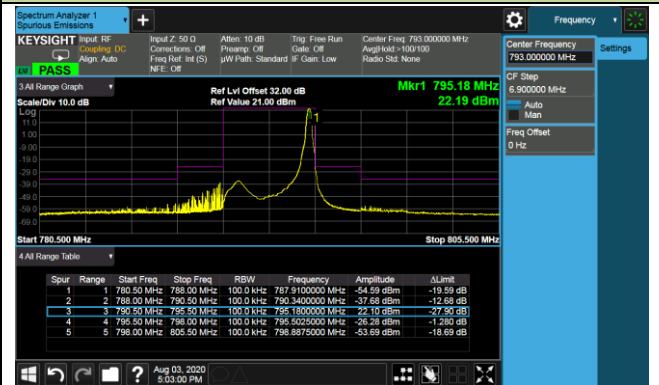 Spectrum Analyzer 1
Spurious Emissions
+
Frequency
KEYSIGHT Input: RF Input Z: 50 Ω Atten: 10 dB Trig: Free Run Center Freq: 793.000000 MHz
Coupling: DC Corrections: Off Preamp: Off Gate: Off Avg|Hold:>100/100
Align: Auto Freq Ref: Int (S) µW Path: Standard IF Gain: Low Radio Std: None
NFE: Off
LXI PASS
Center Frequency
793.000000 MHz
Settings
CF Step
6.900000 MHz
Auto
Man
Freq Offset
0 Hz
3 All Range Graph
Ref Lvl Offset 32.00 dB
Mkr1 795.18 MHz
Scale/Div 10.0 dB
Ref Value 21.00 dBm
22.19 dBm
Log
11.0
1.00
-9.00
-19.0
-29.0
-39.0
-49.0
-59.0
-69.0
1
Start 780.500 MHz
Stop 805.500 MHz
4 All Range Table
Spur Range Start Freq Stop Freq RBW Frequency Amplitude ΔLimit
1 1 780.50 MHz 788.00 MHz 100.0 kHz 787.9100000 MHz -54.59 dBm -19.59 dB
2 2 788.00 MHz 790.50 MHz 100.0 kHz 790.3400000 MHz -37.68 dBm -12.68 dB
3 3 790.50 MHz 795.50 MHz 100.0 kHz 795.1800000 MHz 22.10 dBm -27.90 dB
4 4 795.50 MHz 798.00 MHz 100.0 kHz 795.5025000 MHz -26.28 dBm -1.280 dB
5 5 798.00 MHz 805.50 MHz 100.0 kHz 798.8875000 MHz -53.69 dBm -18.69 dB
?
Aug 03, 2020
5:03:00 PM